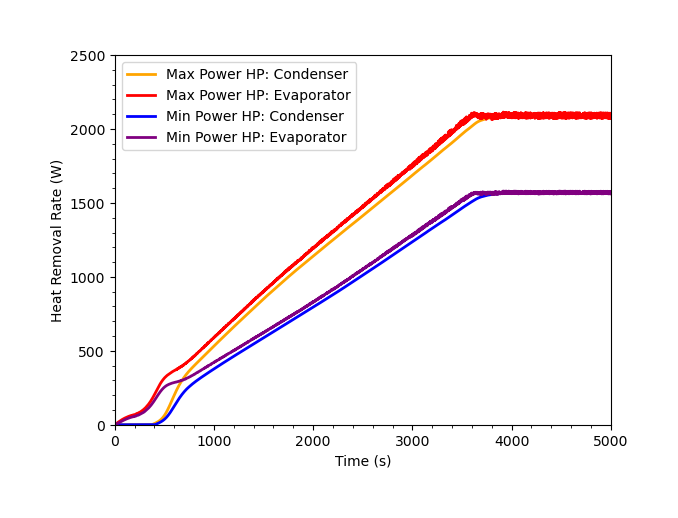 2500
2000
1500
1000
500
0
Heat Removal Rate (W)
Max Power HP: Condenser
Max Power HP: Evaporator
Min Power HP: Condenser
Min Power HP: Evaporator
0 1000 2000 3000 4000 5000
Time (s)